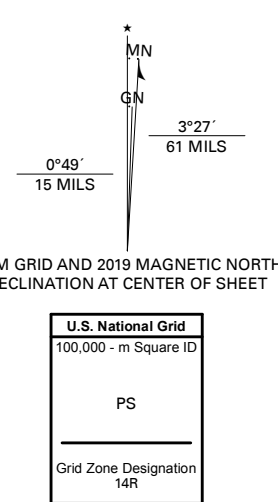 ★
MN
GN
3°27´
61 MILS
0°49´
15 MILS
M GRID AND 2019 MAGNETIC NORTH
ECLINATION AT CENTER OF SHEET
U.S. National Grid
100,000 - m Square ID
PS
Grid Zone Designation
14R